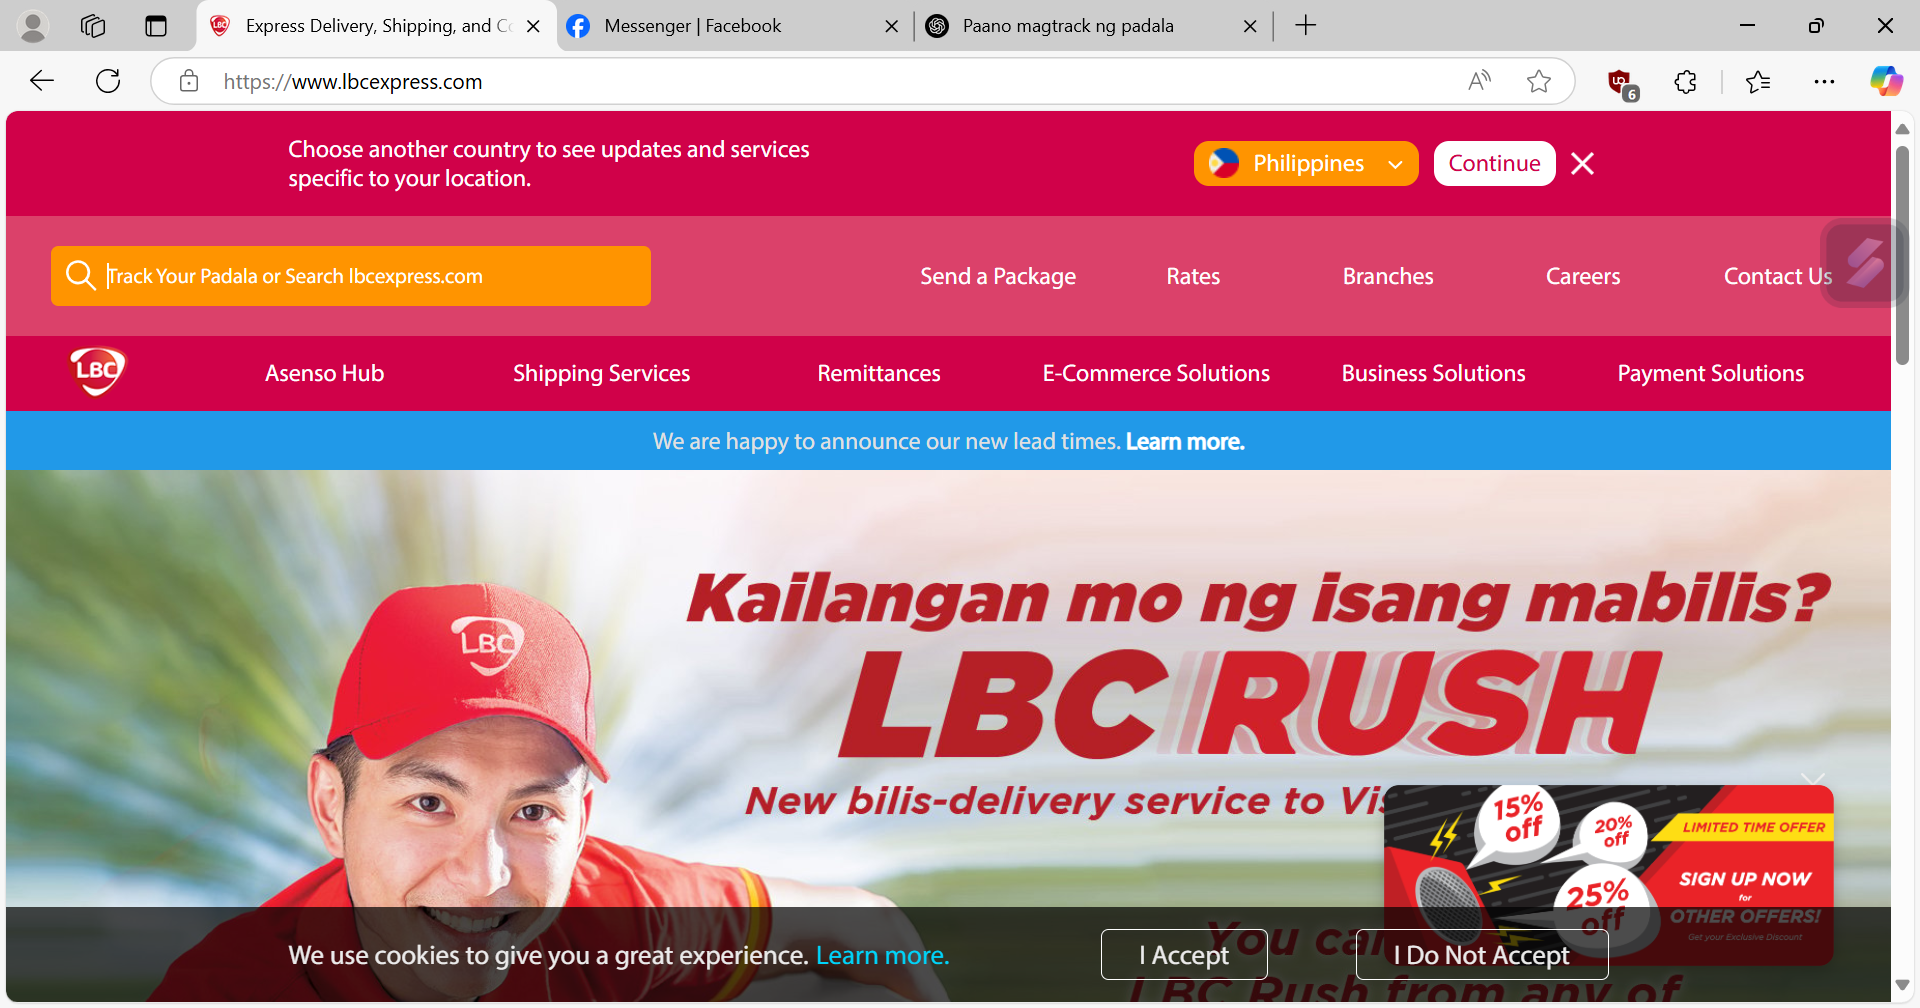 Express Delivery, Shipping, and Co
Messenger | Facebook
Paano magtrack ng padala
https://www.lbcexpress.com
6
Choose another country to see updates and services
specific to your location.
Philippines
Continue
Track Your Padala or Search lbcexpress.com
Send a Package
Rates
Branches
Careers
Contact Us
LBC
Asenso Hub
Shipping Services
Remittances
E-Commerce Solutions
Business Solutions
Payment Solutions
We are happy to announce our new lead times. Learn more.
Kailangan mo ng isang mabilis?
LBC RUSH
New bilis-delivery service to Vis
LBC
15%
off
20%
off
25%
off
LIMITED TIME OFFER
SIGN UP NOW
for
OTHER OFFERS!
Get your Exclusive Discount
You can
LBC Rush from any of
We use cookies to give you a great experience. Learn more.
I Accept
I Do Not Accept